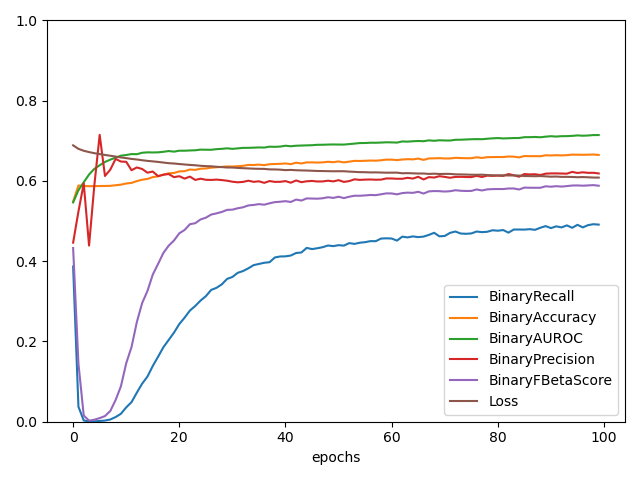 1.0
0.8
0.6
0.4
0.2
0.0
BinaryRecall
BinaryAccuracy
BinaryAUROC
BinaryPrecision
BinaryFBetaScore
Loss
0 20 40 60 80 100
epochs